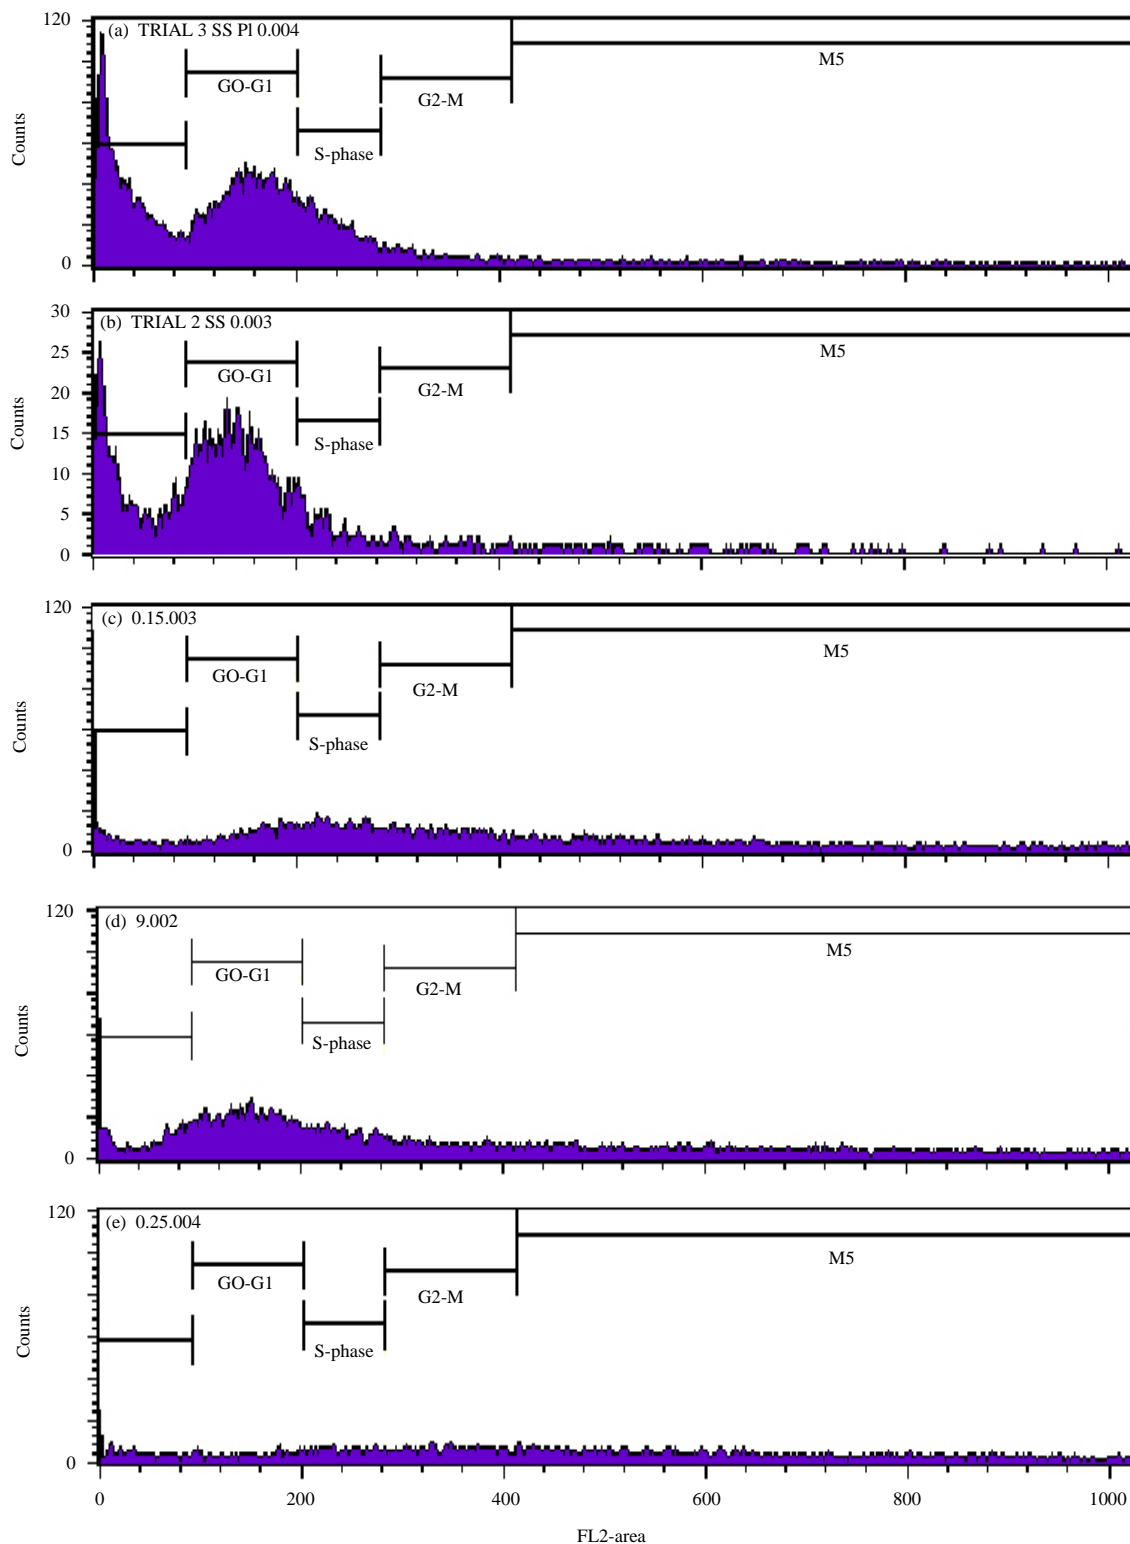 120
(a) TRIAL 3 SS PI 0.004
M5
GO-G1
G2-M
S-phase
Counts
0
30
(b) TRIAL 2 SS 0.003
M5
25
GO-G1
G2-M
20
S-phase
15
Counts
10
5
0
120
(c) 0.15.003
M5
GO-G1
G2-M
S-phase
Counts
0
120
(d) 9.002
M5
GO-G1
G2-M
S-phase
Counts
0
120
(e) 0.25.004
M5
GO-G1
G2-M
S-phase
Counts
0
0 200 400 600 800 1000
FL2-area